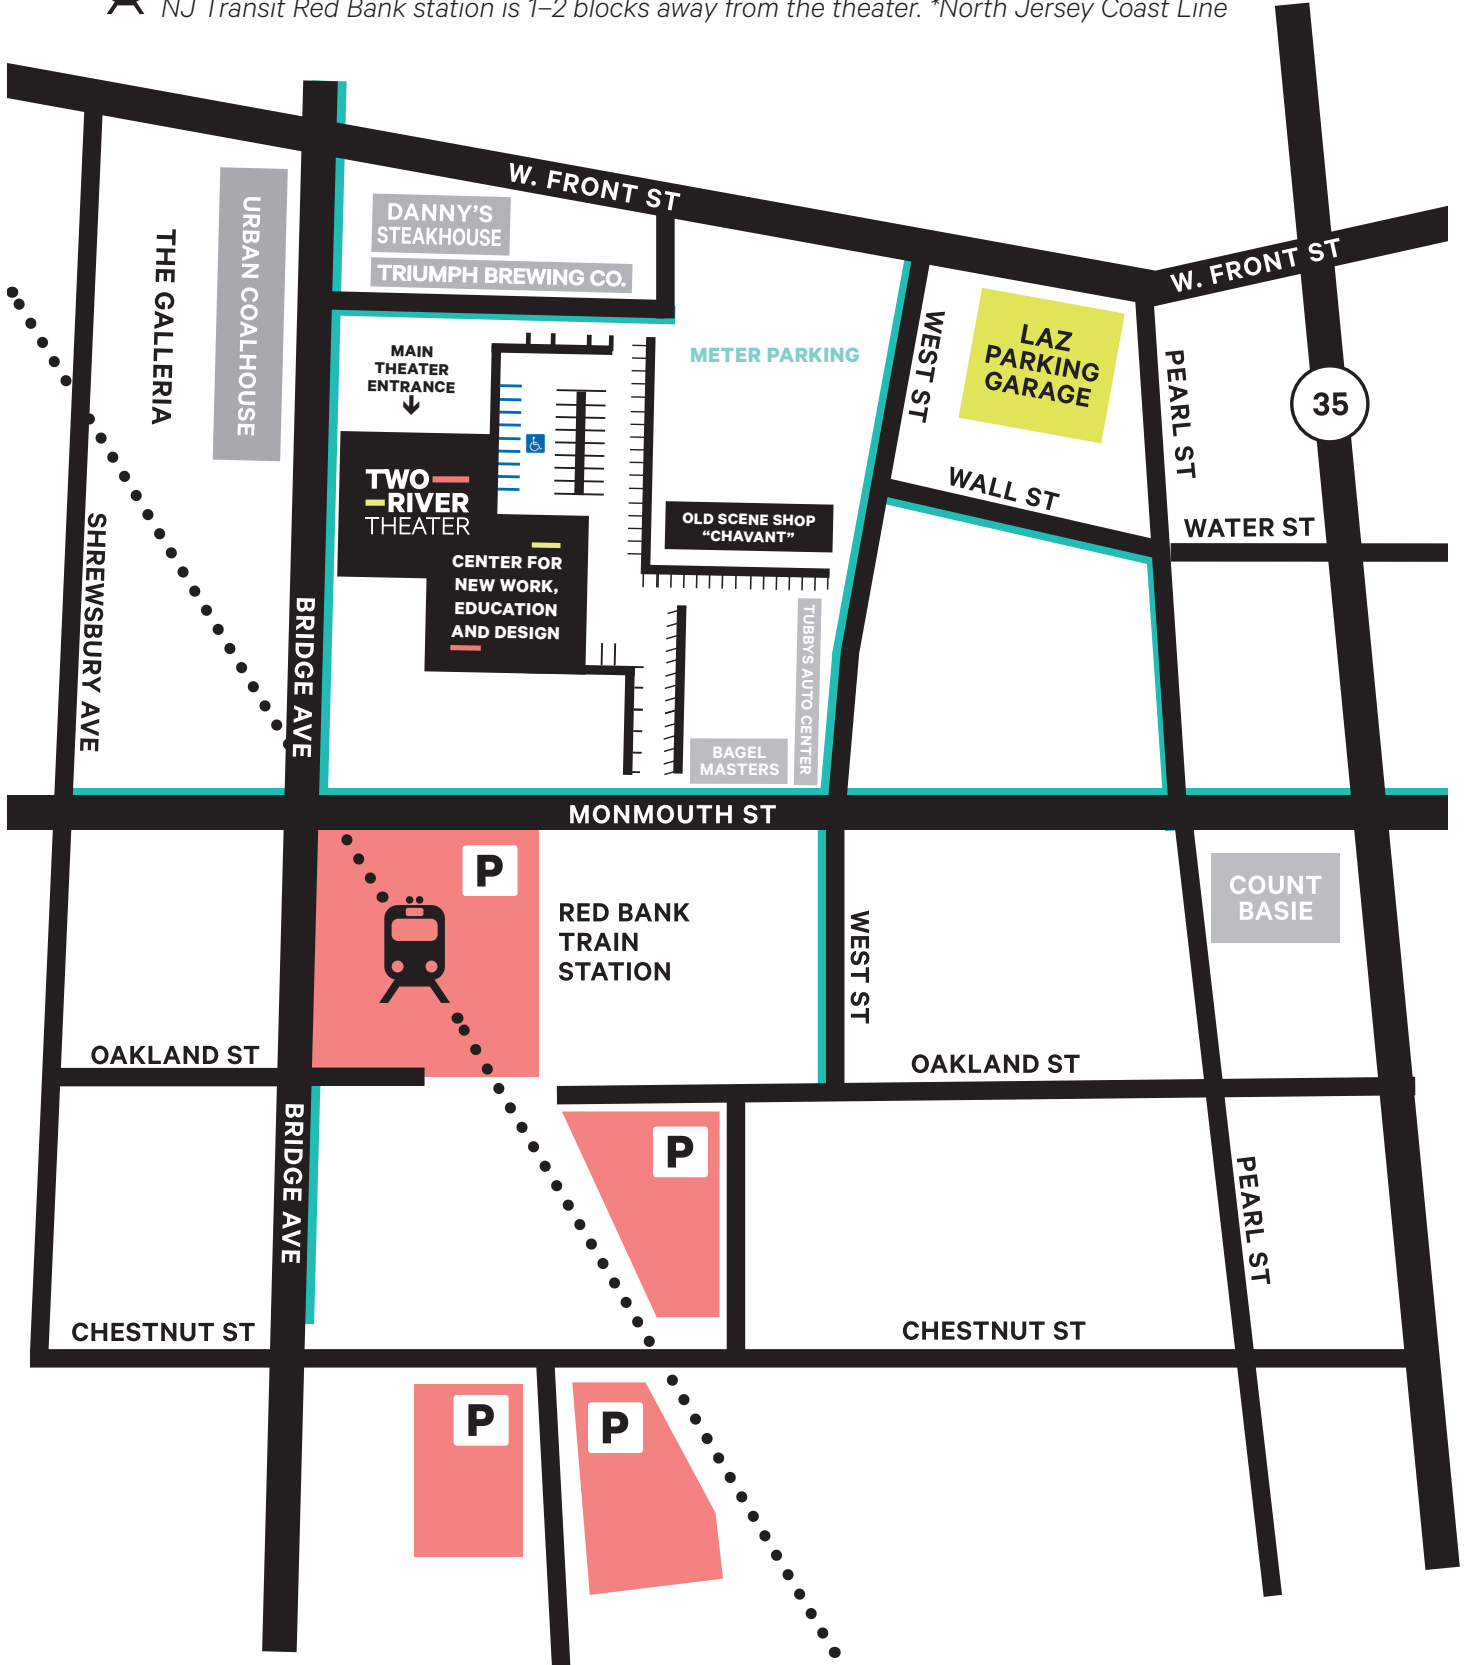 NJ Transit Red Bank station is 1–2 blocks away from the theater. *North Jersey Coast Line
W. FRONT ST
W. FRONT ST
DANNY'S
STEAKHOUSE
TRIUMPH BREWING CO.
URBAN COALHOUSE
THE GALLERIA
MAIN
THEATER
ENTRANCE
METER PARKING
WEST ST
LAZ
PARKING
GARAGE
PEARL ST
35
WALL ST
WATER ST
TWO
RIVER
THEATER
OLD SCENE SHOP
“CHAVANT”
CENTER FOR
NEW WORK,
EDUCATION
AND DESIGN
SHREWSBURY AVE
BRIDGE AVE
TUBBYS AUTO CENTER
BAGEL
MASTERS
MONMOUTH ST
P
RED BANK
TRAIN
STATION
WEST ST
COUNT
BASIE
OAKLAND ST
OAKLAND ST
BRIDGE AVE
P
PEARL ST
CHESTNUT ST
CHESTNUT ST
P
P